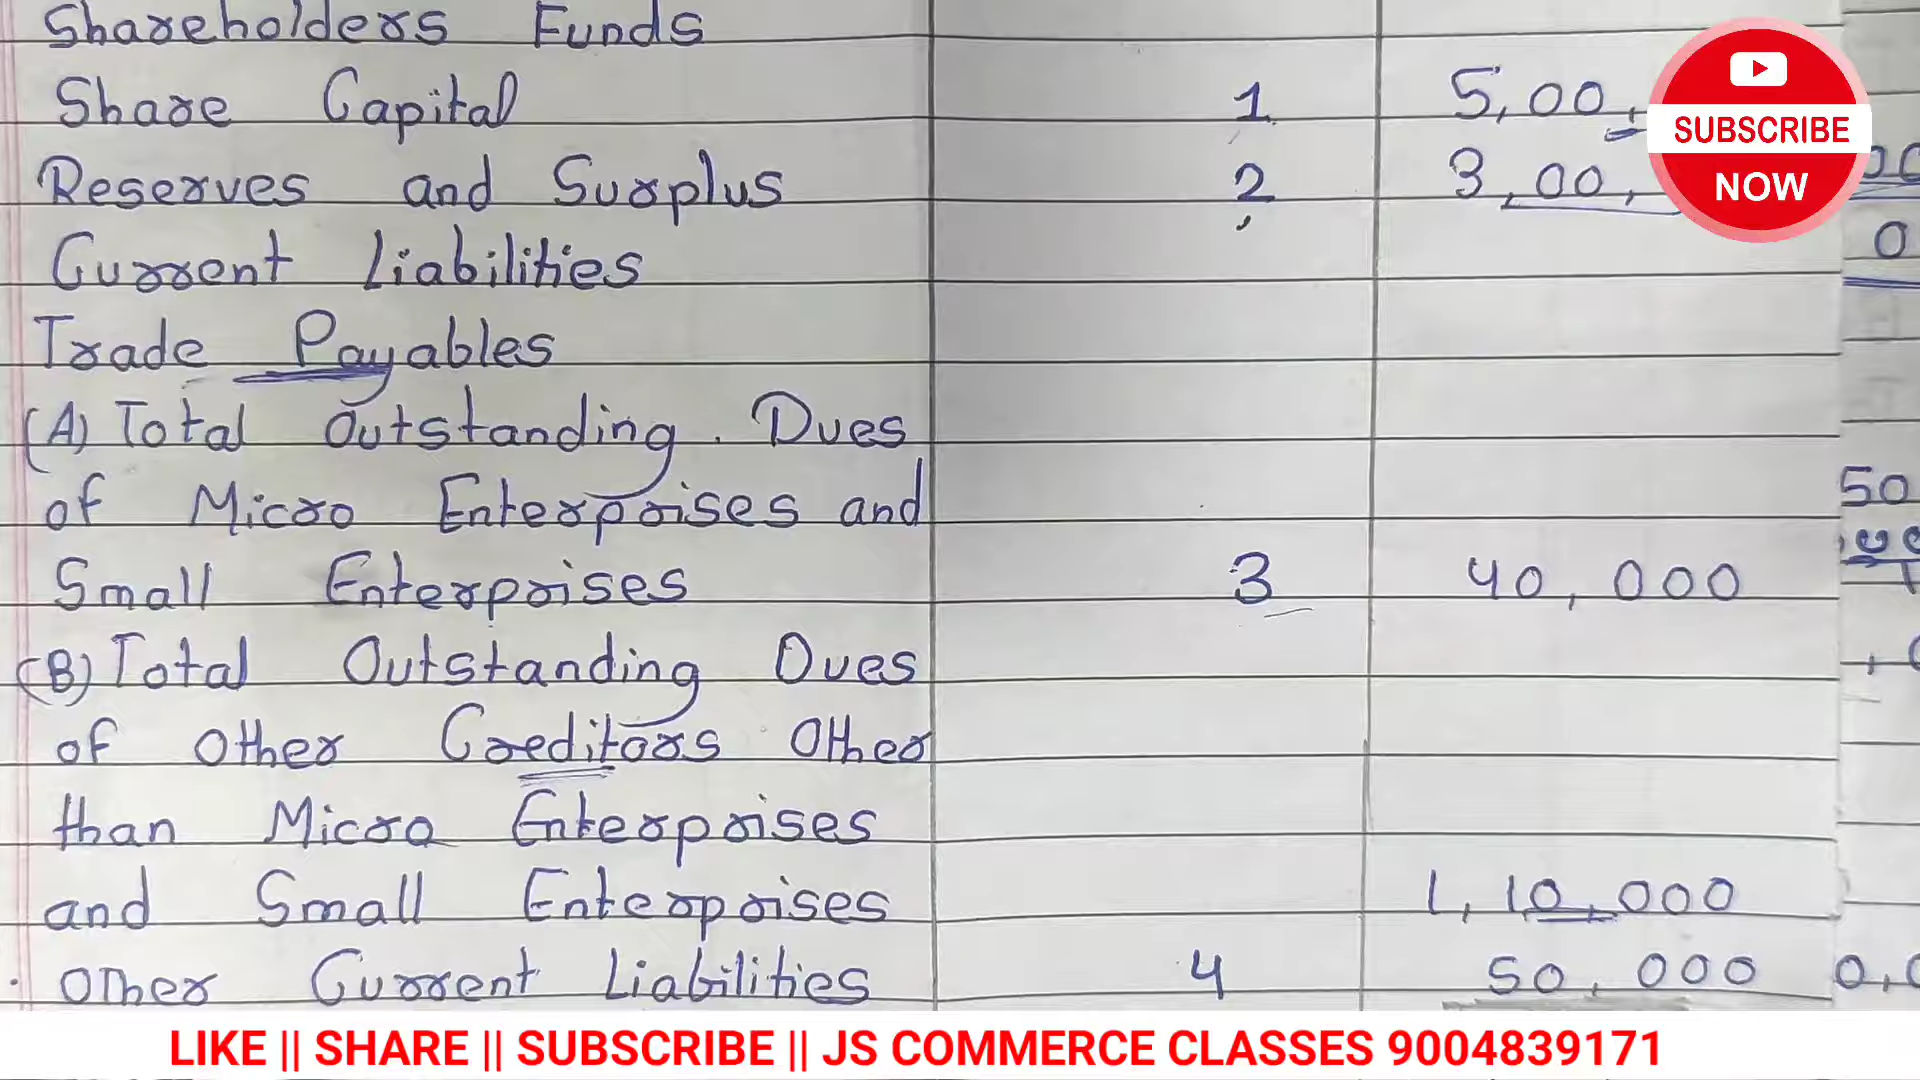 Shareholders Funds
Share Capital 1 5,00,
Reserves and Surplus 2 3,00,
Current Liabilities
Trade Payables
(A) Total Outstanding Dues
of Micro Enterprises and
Small Enterprises 3 40,000
(B) Total Outstanding Dues
of Other Creditors Other
than Micro Enterprises
and Small Enterprises 1,10,000
Other Current Liabilities 4 50,000
SUBSCRIBE
NOW
LIKE || SHARE || SUBSCRIBE || JS COMMERCE CLASSES 9004839171